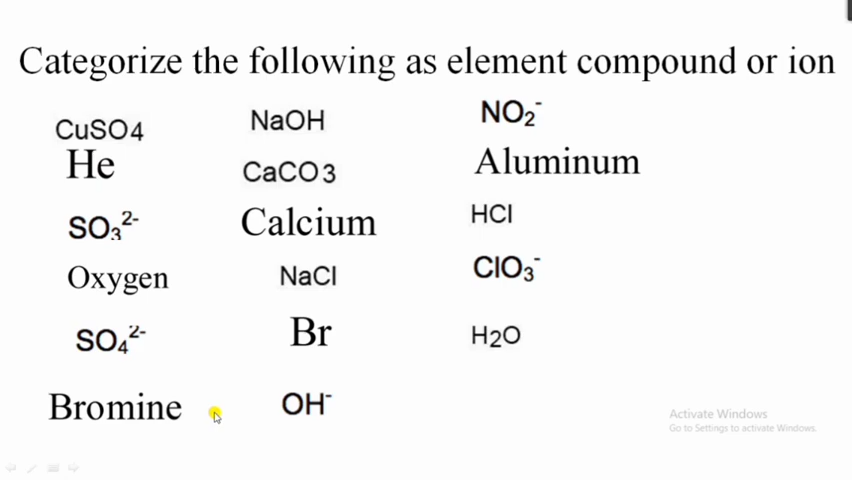 Categorize the following as element compound or ion
CuSO4
He
SO₃²⁻
Oxygen
SO₄²⁻
Bromine
NaOH
CaCO3
Calcium
NaCl
Br
OH⁻
NO₂⁻
Aluminum
HCl
ClO₃⁻
H2O
Activate Windows
Go to Settings to activate Windows.